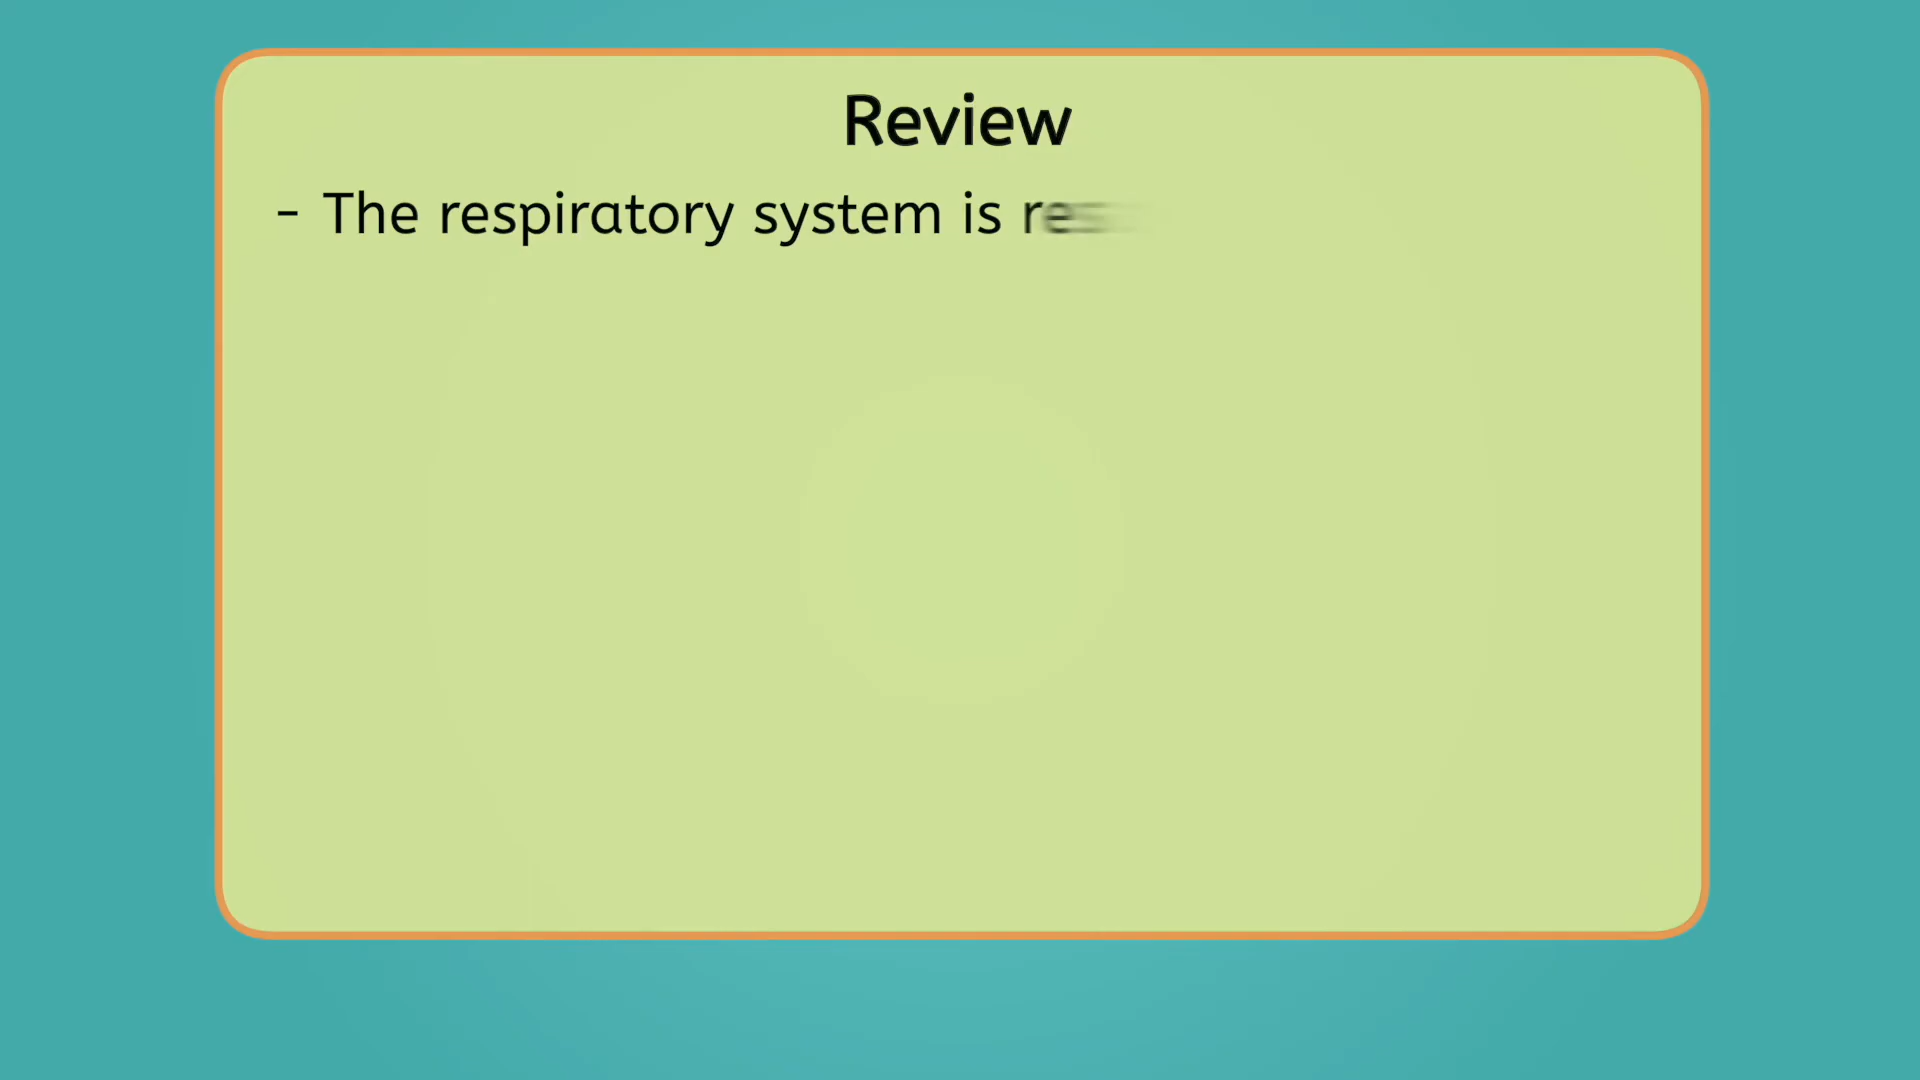 Review
- The respiratory system is